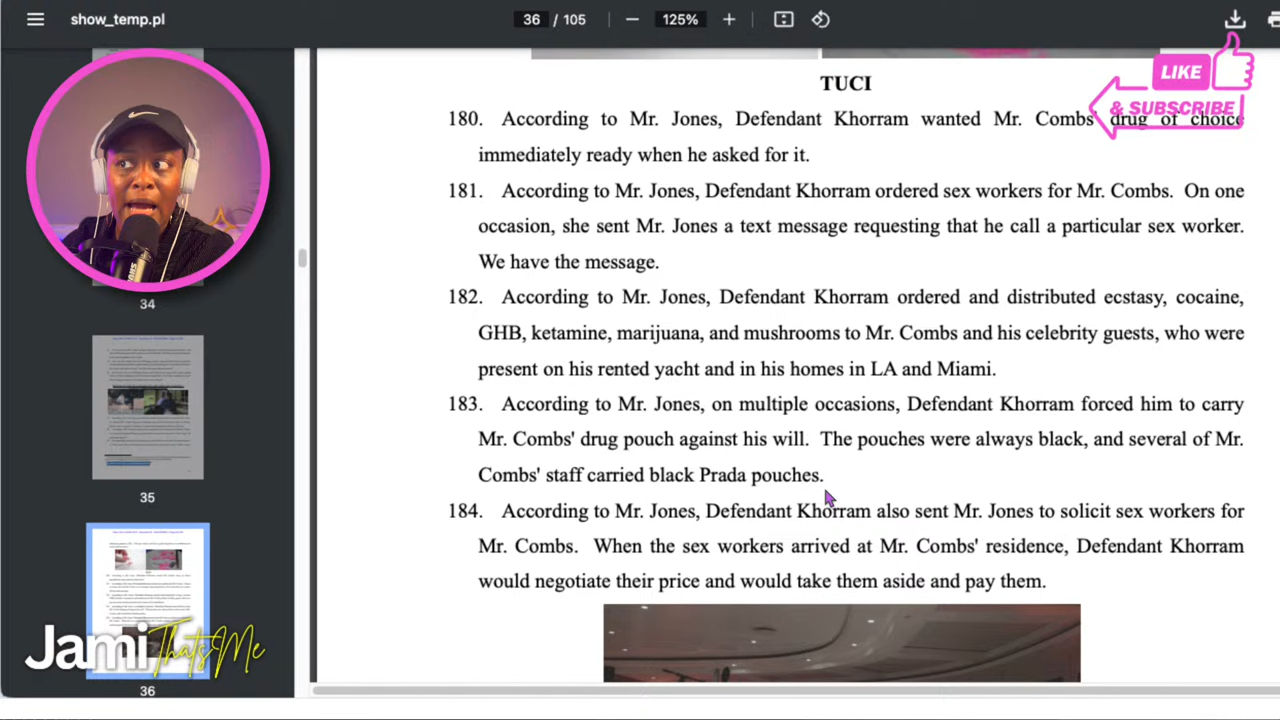 show_temp.pl
36 / 105
125%
LIKE
& SUBSCRIBE
TUCI
180. According to Mr. Jones, Defendant Khorram wanted Mr. Combs' drug of choice
immediately ready when he asked for it.
181. According to Mr. Jones, Defendant Khorram ordered sex workers for Mr. Combs. On one
occasion, she sent Mr. Jones a text message requesting that he call a particular sex worker.
We have the message.
182. According to Mr. Jones, Defendant Khorram ordered and distributed ecstasy, cocaine,
GHB, ketamine, marijuana, and mushrooms to Mr. Combs and his celebrity guests, who were
present on his rented yacht and in his homes in LA and Miami.
183. According to Mr. Jones, on multiple occasions, Defendant Khorram forced him to carry
Mr. Combs' drug pouch against his will. The pouches were always black, and several of Mr.
Combs' staff carried black Prada pouches.
184. According to Mr. Jones, Defendant Khorram also sent Mr. Jones to solicit sex workers for
Mr. Combs. When the sex workers arrived at Mr. Combs' residence, Defendant Khorram
would negotiate their price and would take them aside and pay them.
34
35
36
Jami ThatsMe